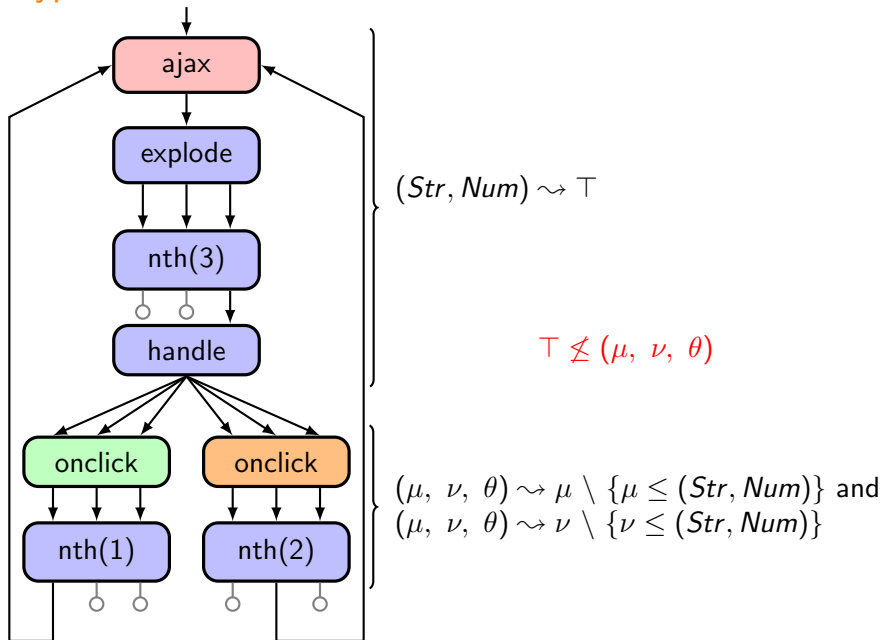 ajax
explode
(Str, Num) ⇝ ⊤
nth(3)
handle
⊤ ≰ (μ, ν, θ)
onclick
onclick
(μ, ν, θ) ⇝ μ \ {μ ≤ (Str, Num)} and
(μ, ν, θ) ⇝ ν \ {ν ≤ (Str, Num)}
nth(1)
nth(2)